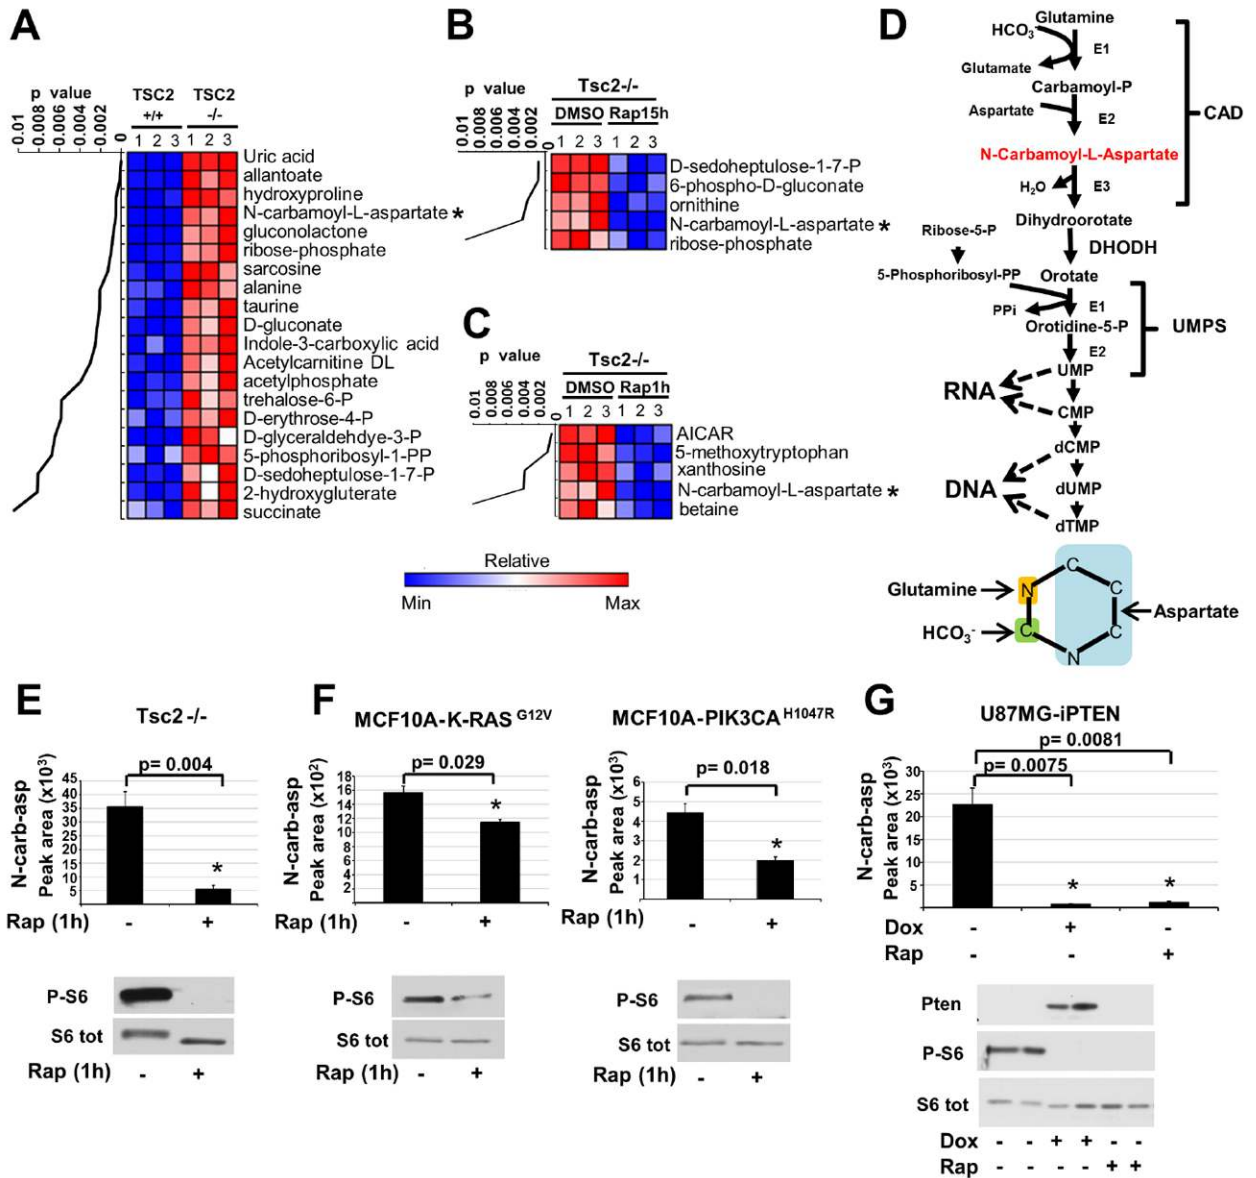 A
p value
TSC2 TSC2
+/+ -/-
0.01 0.008 0.006 0.004 0.002 0
1 2 3 1 2 3
Uric acid
allantoate
hydroxyproline
N-carbamoyl-L-aspartate *
gluconolactone
ribose-phosphate
sarcosine
alanine
taurine
D-gluconate
Indole-3-carboxylic acid
Acetylcarnitine DL
acetylphosphate
trehalose-6-P
D-erythrose-4-P
D-glyceraldehdye-3-P
5-phosphoribosyl-1-PP
D-sedoheptulose-1-7-P
2-hydroxygluterate
succinate
B
Tsc2-/-
p value
DMSO Rap15h
0.01 0.008 0.006 0.004 0.002 0
1 2 3 1 2 3
D-sedoheptulose-1-7-P
6-phospho-D-gluconate
ornithine
N-carbamoyl-L-aspartate *
ribose-phosphate
C
Tsc2-/-
p value
DMSO Rap1h
0.01 0.008 0.006 0.004 0.002 0
1 2 3 1 2 3
AICAR
5-methoxytryptophan
xanthosine
N-carbamoyl-L-aspartate *
betaine
Relative
Min Max
D
Glutamine
HCO3-
E1
Glutamate
Carbamoyl-P
Aspartate
E2
CAD
N-Carbamoyl-L-Aspartate
H2O
E3
Dihydroorotate
Ribose-5-P
DHODH
5-Phosphoribosyl-PP
Orotate
PPi
E1
Orotidine-5-P
UMPS
E2
UMP
RNA
CMP
dCMP
DNA
dUMP
dTMP
Glutamine
N C C C N C
Aspartate
HCO3-
E
Tsc2 -/-
p= 0.004
N-carb-asp
Peak area (x10³)
45
40
35
30
25
20
15
10
5
*
Rap (1h) - +
P-S6
S6 tot
Rap (1h) - +
F
MCF10A-K-RAS G12V
p= 0.029
N-carb-asp
Peak area (x10²)
18
16
14
12
10
8
6
4
2
*
Rap (1h) - +
P-S6
S6 tot
Rap (1h) - +
MCF10A-PIK3CA H1047R
p= 0.018
N-carb-asp
Peak area (x10³)
6
5
4
3
2
1
*
Rap (1h) - +
P-S6
S6 tot
Rap (1h) - +
G
U87MG-iPTEN
p= 0.0081
p= 0.0075
N-carb-asp
Peak area (x10³)
30
25
20
15
10
5
* *
Dox - + -
Rap - - +
Pten
P-S6
S6 tot
Dox - - + + - -
Rap - - - - + +